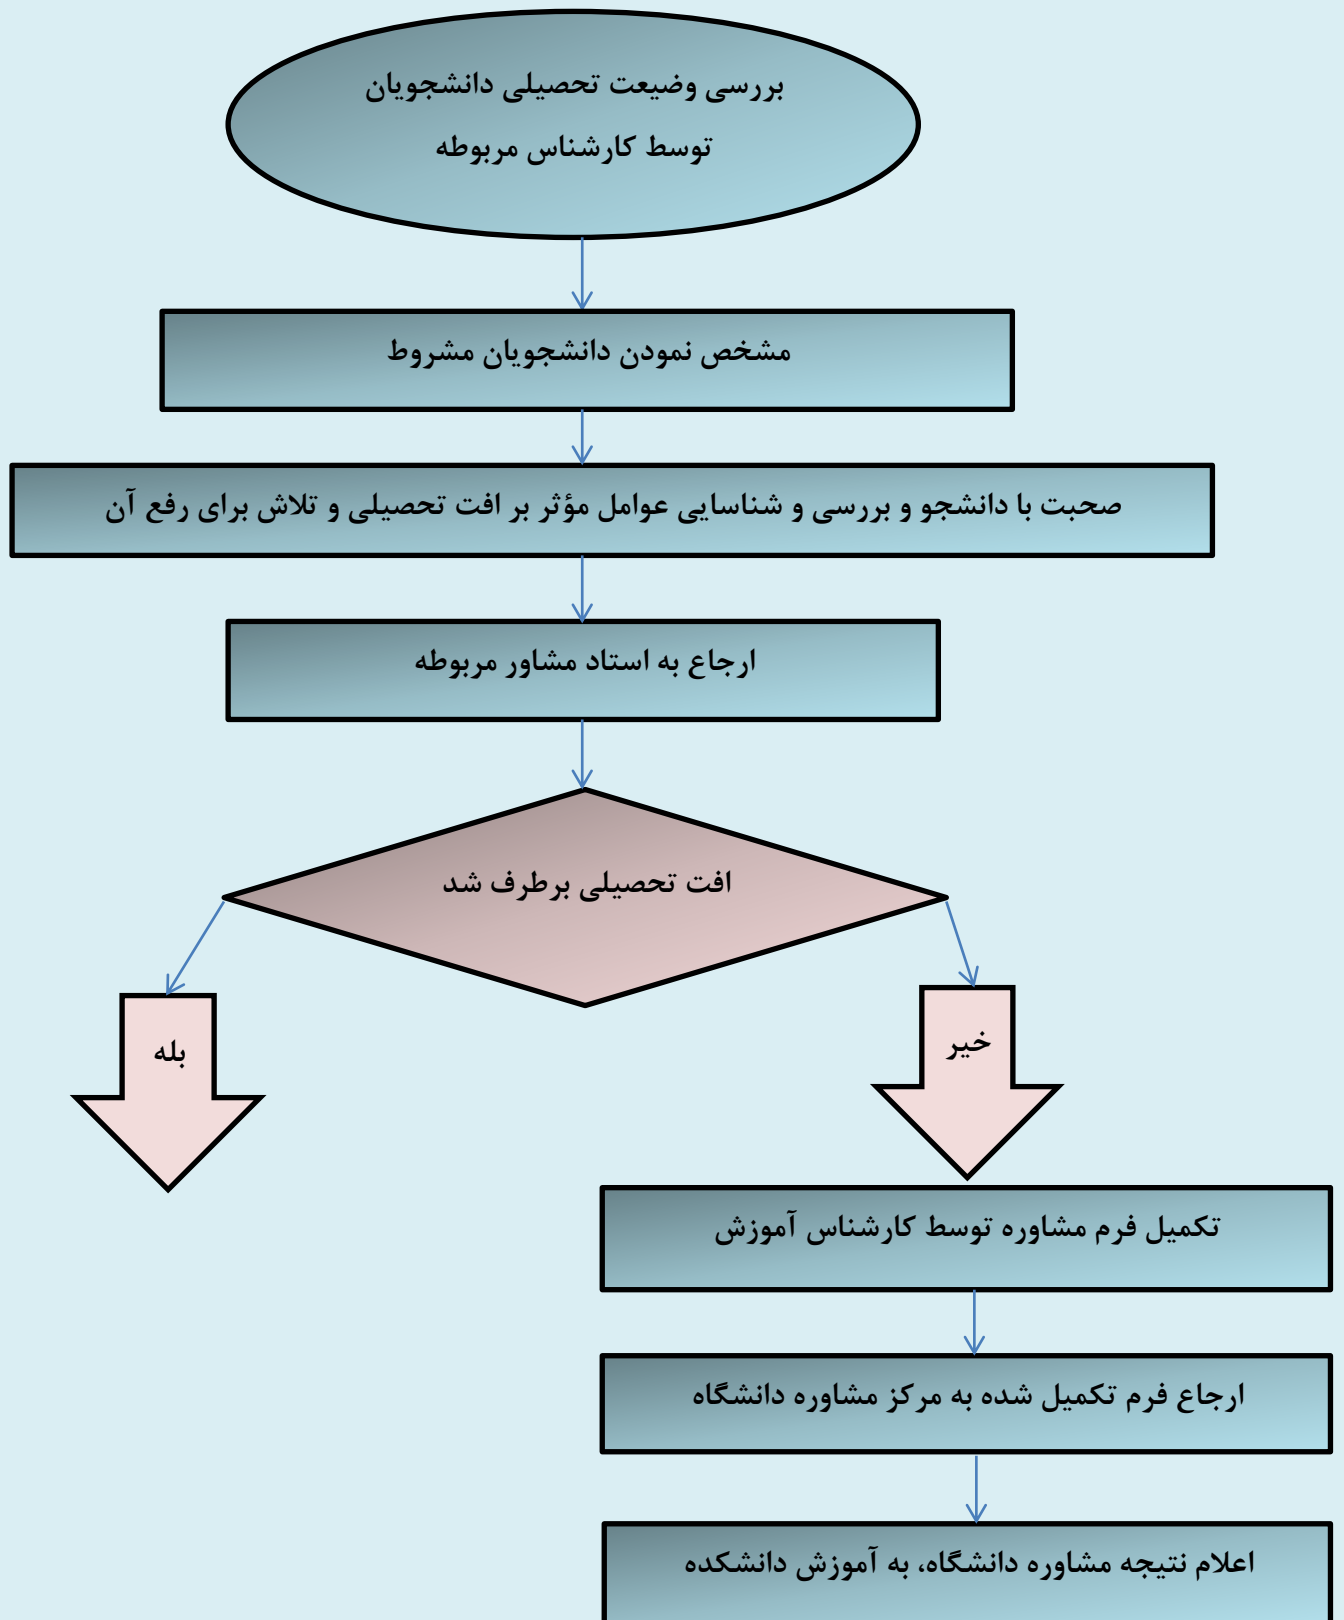 بررسی وضیعت تحصیلی دانشجویان
توسط کارشناس مربوطه
مشخص نمودن دانشجویان مشروط
صحبت با دانشجو و بررسی و شناسایی عوامل مؤثر بر افت تحصیلی و تلاش برای رفع آن
ارجاع به استاد مشاور مربوطه
افت تحصیلی برطرف شد
خیر
بله
تکمیل فرم مشاوره توسط کارشناس آموزش
ارجاع فرم تکمیل شده به مرکز مشاوره دانشگاه
اعلام نتیجه مشاوره دانشگاه، به آموزش دانشکده